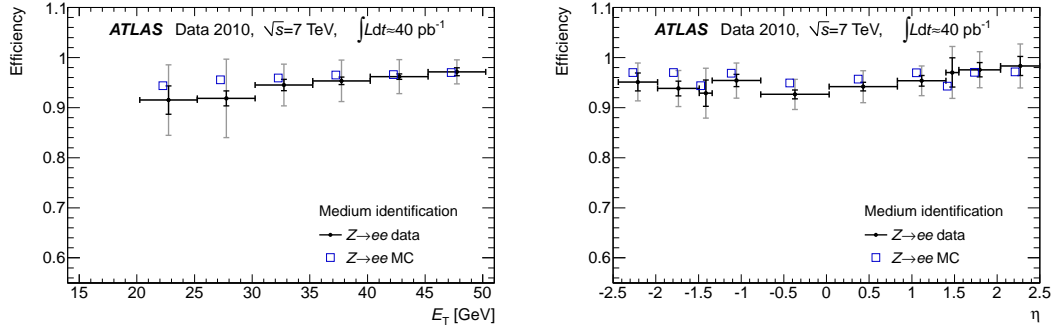 Efficiency
1.1
1
0.9
0.8
0.7
0.6
ATLAS Data 2010, √s=7 TeV, ∫Ldt≈40 pb⁻¹
Medium identification
Z→ee data
Z→ee MC
15 20 25 30 35 40 45 50
E_T [GeV]
Efficiency
1.1
1
0.9
0.8
0.7
0.6
ATLAS Data 2010, √s=7 TeV, ∫Ldt≈40 pb⁻¹
Medium identification
Z→ee data
Z→ee MC
-2.5 -2 -1.5 -1 -0.5 0 0.5 1 1.5 2 2.5
η